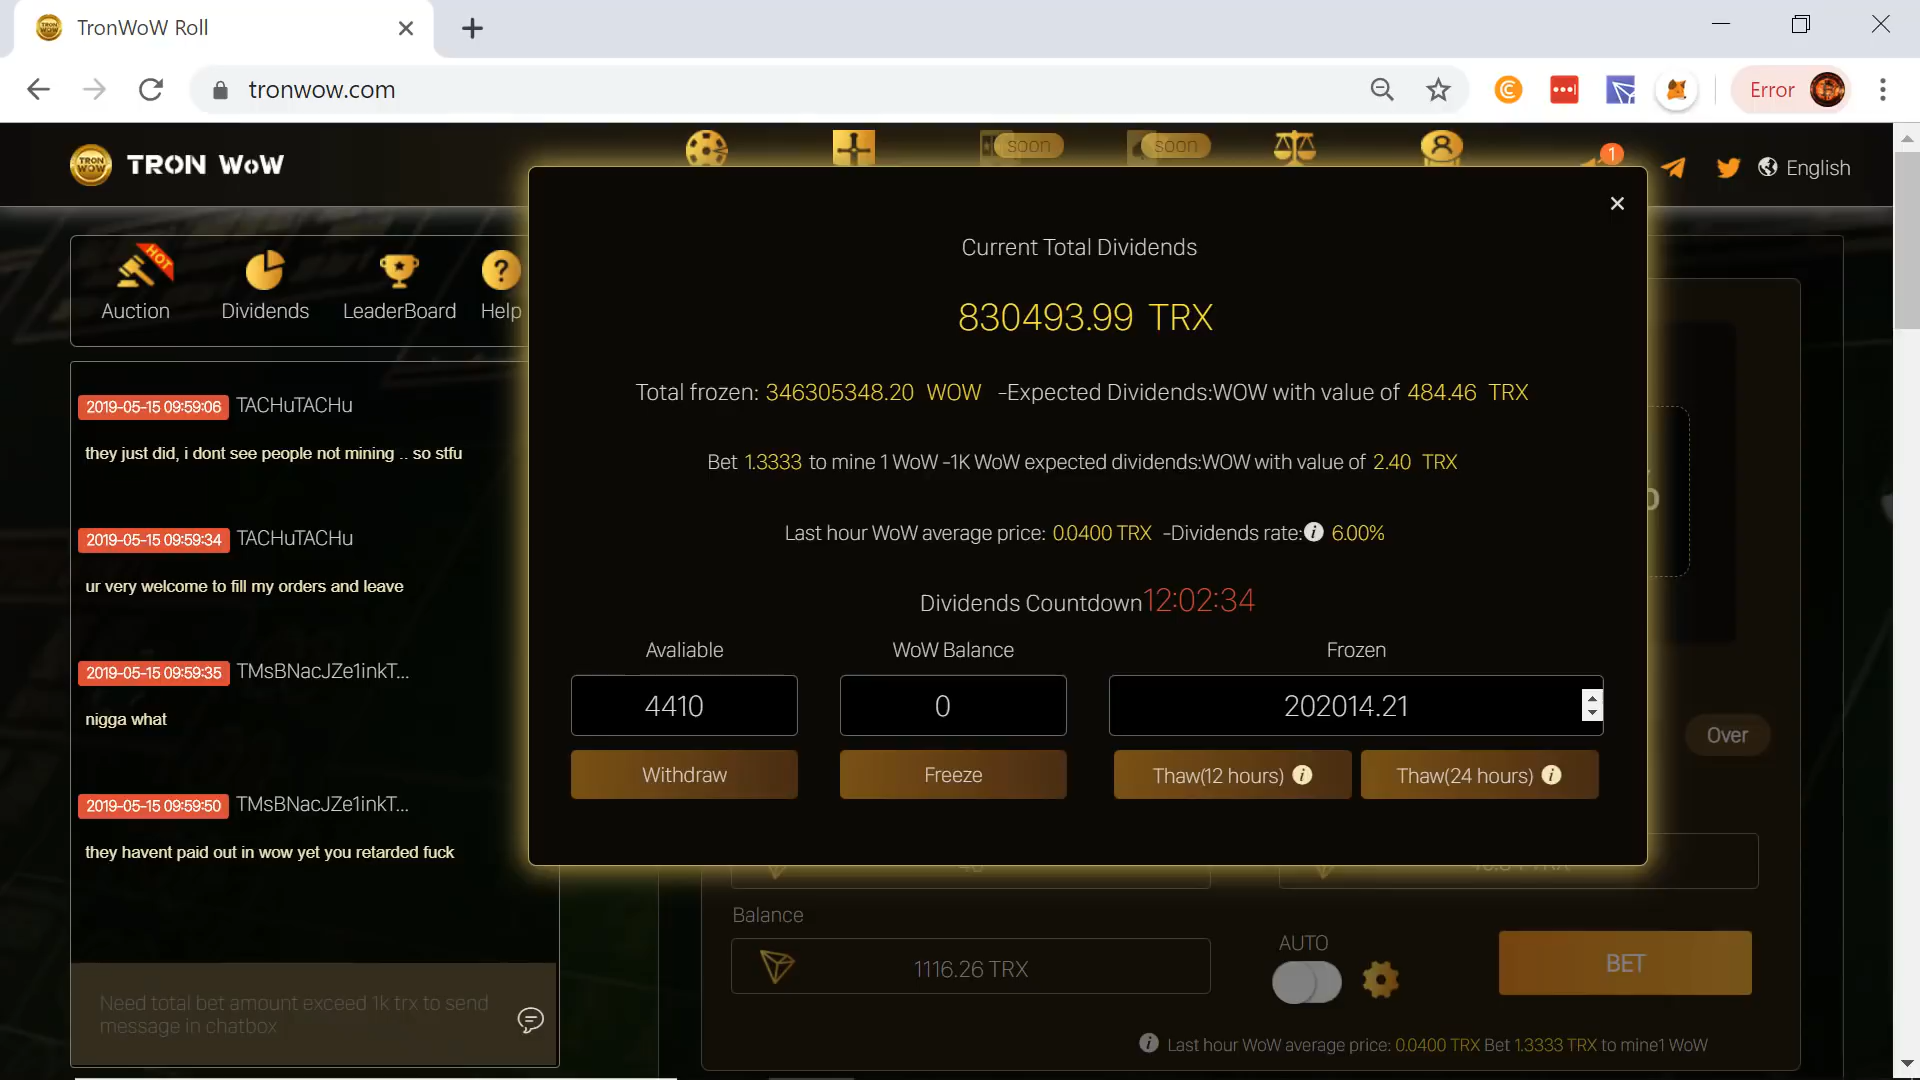 TronWoW Roll
tronwow.com
Error
TRON WOW
TRON WoW
soon
soon
1
English
HOT
Auction
Dividends
LeaderBoard
Help
2019-05-15 09:59:06 TACHuTACHu
they just did, i dont see people not mining .. so stfu
2019-05-15 09:59:34 TACHuTACHu
ur very welcome to fill my orders and leave
2019-05-15 09:59:35 TMsBNacJZe1inkT...
nigga what
2019-05-15 09:59:50 TMsBNacJZe1inkT...
they havent paid out in wow yet you retarded fuck
Need total bet amount exceed 1k trx to send
message in chatbox
Current Total Dividends
830493.99 TRX
Total frozen: 346305348.20 WOW -Expected Dividends:WOW with value of 484.46 TRX
Bet 1.3333 to mine 1 WoW -1K WoW expected dividends:WOW with value of 2.40 TRX
Last hour WoW average price: 0.0400 TRX -Dividends rate: 6.00%
Dividends Countdown12:02:34
Avaliable
WoW Balance
Frozen
4410
0
202014.21
Withdraw
Freeze
Thaw(12 hours)
Thaw(24 hours)
Over
Balance
1116.26 TRX
AUTO
BET
Last hour WoW average price: 0.0400 TRX Bet 1.3333 TRX to mine1 WoW